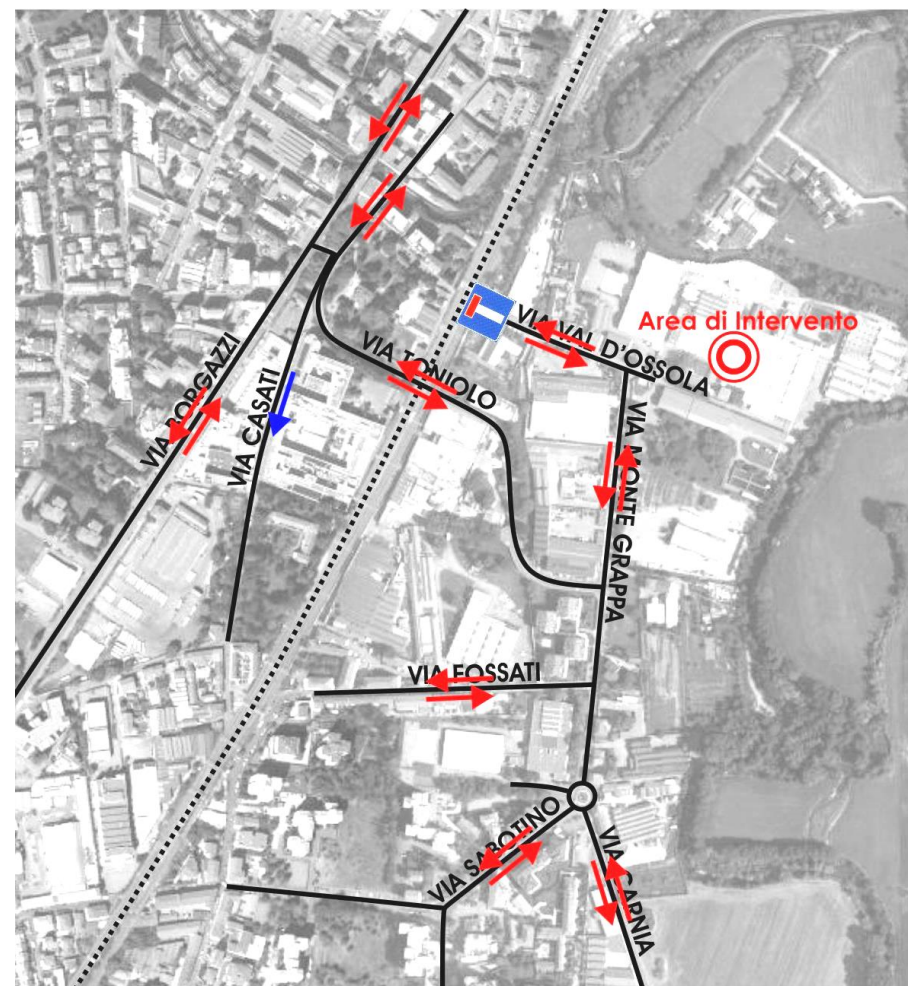 Area di Intervento
VIA VAL D'OSSOLA
VIA BORGAZZI
VIA TONIOLO
VIA CASATI
VIA MONTE GRAPPA
VIA FOSSATI
VIA SABOTINO
VIA CARNIA